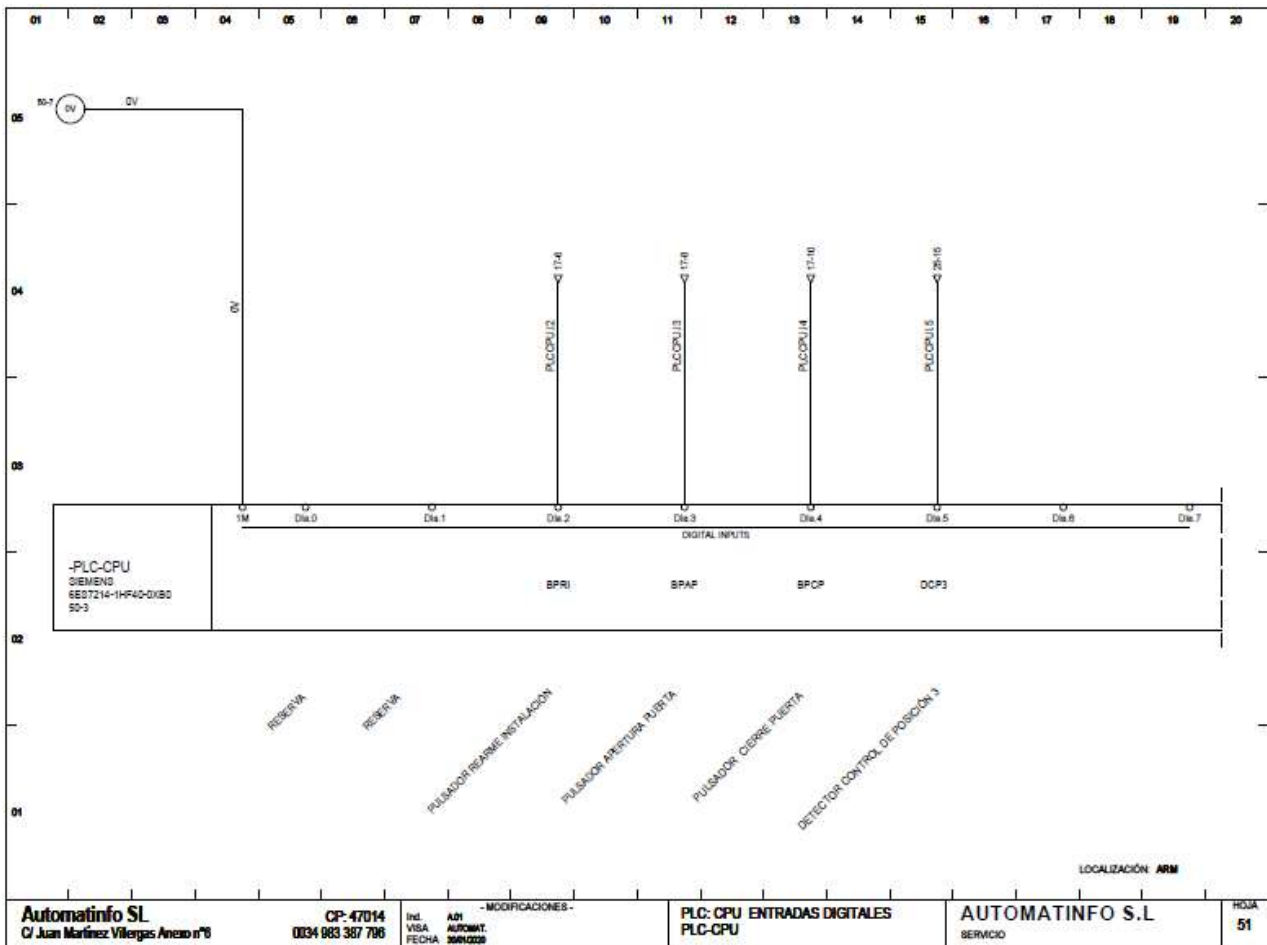 01 02 03 04 05 06 07 08 09 10 11 12 13 14 15 16 17 18 19 20
05
50-7
0V
0V
04
0V
17-6
17-8
17-10
PLCCPU.I2
PLCCPU.I3
PLCCPU.I4
PLCCPU.I.5
03
1M
DIa.0
DIa.1
DIa.2
DIa.3
DIa.4
DIa.5
DIa.6
DIa.7
DIGITAL INPUTS
-PLC-CPU
SIEMENS
6ES7214-1HF40-0XB0
50-3
BPRI
BPAP
BPCP
DCP3
02
RESERVA
RESERVA
PULSADOR REARME INSTALACIÓN
PULSADOR APERTURA PUERTA
PULSADOR CIERRE PUERTA
DETECTOR CONTROL DE POSICIÓN 3
01
LOCALIZACIÓN: ARM
Automatinfo SL
CP: 47014
C/ Juan Martínez Villergas Anexo nº6
0034 983 387 796
- MODIFICACIONES -
Ind. A01
VISA AUTOMAT.
FECHA
PLC: CPU ENTRADAS DIGITALES
PLC-CPU
AUTOMATINFO S.L
SERVICIO
HOJA
51